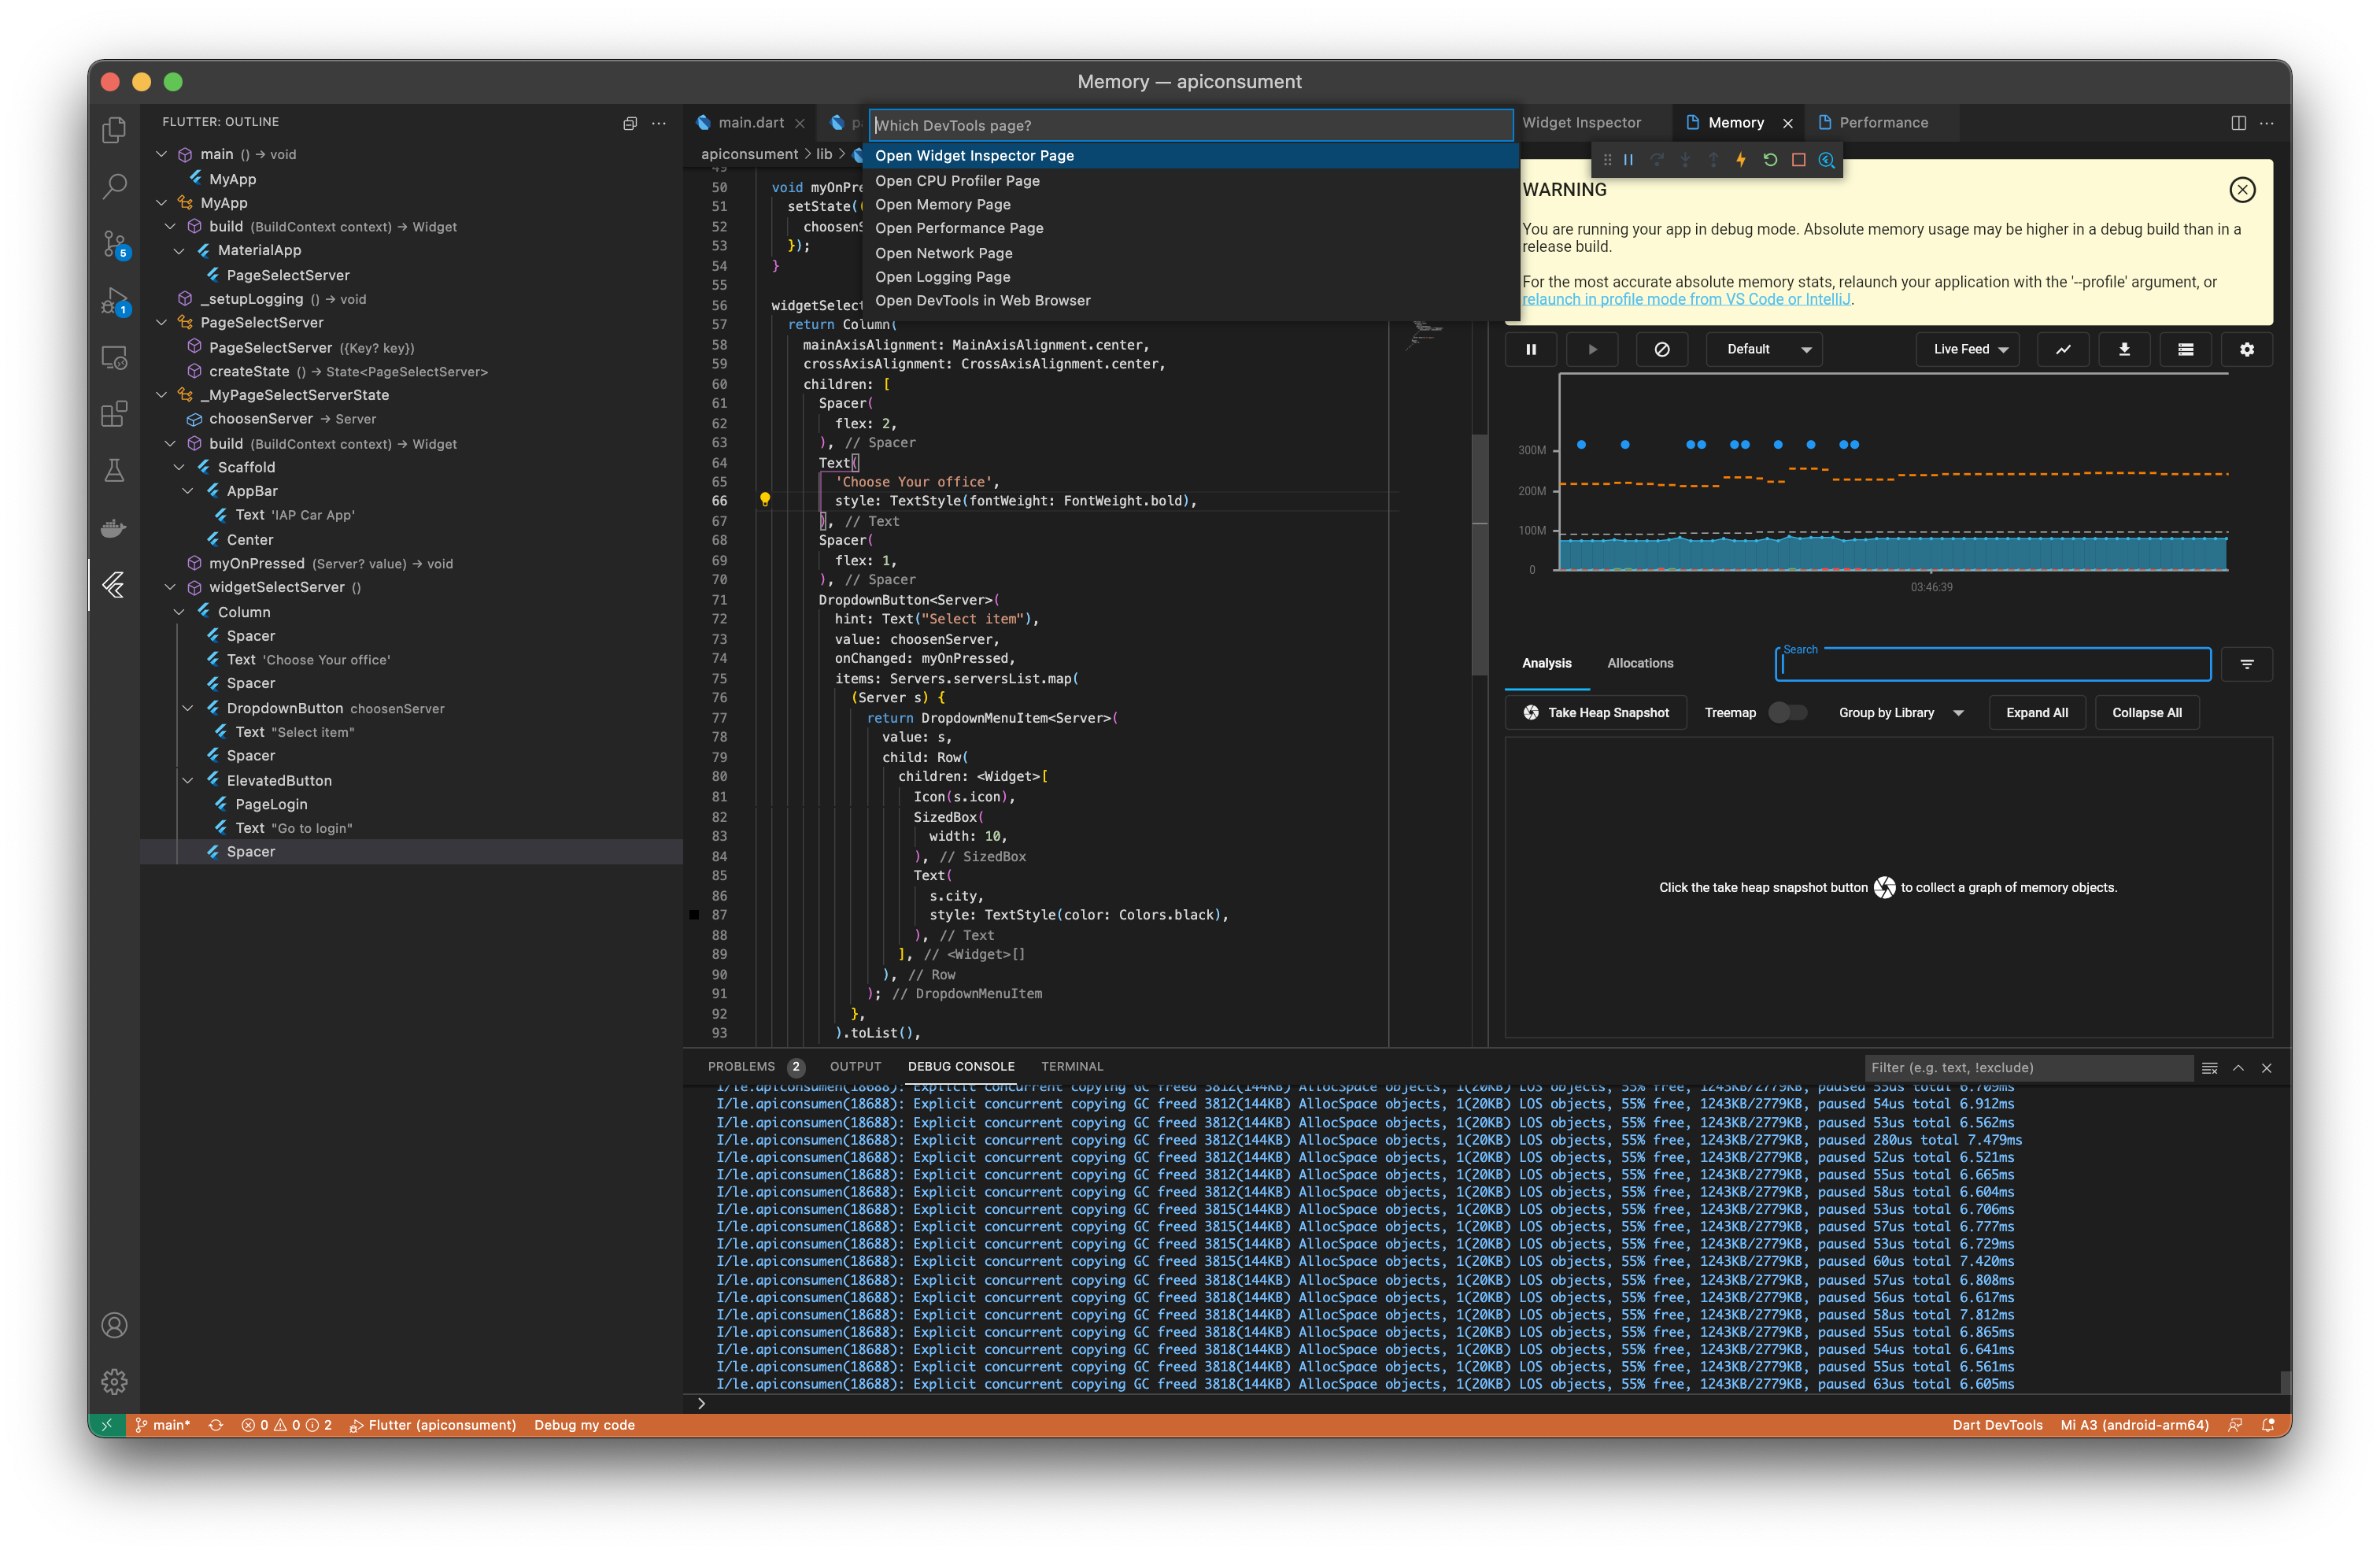 Memory — apiconsument
FLUTTER: OUTLINE
main () → void
MyApp
MyApp
build (BuildContext context) → Widget
MaterialApp
PageSelectServer
_setupLogging () → void
PageSelectServer
PageSelectServer ({Key? key})
createState () → State<PageSelectServer>
_MyPageSelectServerState
choosenServer → Server
build (BuildContext context) → Widget
Scaffold
AppBar
Text 'IAP Car App'
Center
myOnPressed (Server? value) → void
widgetSelectServer ()
Column
Spacer
Text 'Choose Your office'
Spacer
DropdownButton choosenServer
Text "Select item"
Spacer
ElevatedButton
PageLogin
Text "Go to login"
Spacer
5
1
main.dart
Which DevTools page?
Open Widget Inspector Page
Open CPU Profiler Page
Open Memory Page
Open Performance Page
Open Network Page
Open Logging Page
Open DevTools in Web Browser
Widget Inspector
Memory
Performance
apiconsument > lib >
50 void myOnPre
51 setState((
52 choosenS
53 });
54 }
55
56 widgetSelect
57 return Column(
58 mainAxisAlignment: MainAxisAlignment.center,
59 crossAxisAlignment: CrossAxisAlignment.center,
60 children: [
61 Spacer(
62 flex: 2,
63 ), // Spacer
64 Text(
65 'Choose Your office',
66 style: TextStyle(fontWeight: FontWeight.bold),
67 ), // Text
68 Spacer(
69 flex: 1,
70 ), // Spacer
71 DropdownButton<Server>(
72 hint: Text("Select item"),
73 value: choosenServer,
74 onChanged: myOnPressed,
75 items: Servers.serversList.map(
76 (Server s) {
77 return DropdownMenuItem<Server>(
78 value: s,
79 child: Row(
80 children: <Widget>[
81 Icon(s.icon),
82 SizedBox(
83 width: 10,
84 ), // SizedBox
85 Text(
86 s.city,
87 style: TextStyle(color: Colors.black),
88 ), // Text
89 ], // <Widget>[]
90 ), // Row
91 ); // DropdownMenuItem
92 },
93 ).toList(),
WARNING
You are running your app in debug mode. Absolute memory usage may be higher in a debug build than in a
release build.
For the most accurate absolute memory stats, relaunch your application with the '--profile' argument, or
relaunch in profile mode from VS Code or IntelliJ.
Default
Live Feed
300M
200M
100M
0
03:46:39
Analysis
Allocations
Search
Take Heap Snapshot
Treemap
Group by Library
Expand All
Collapse All
Click the take heap snapshot button to collect a graph of memory objects.
PROBLEMS 2 OUTPUT DEBUG CONSOLE TERMINAL
Filter (e.g. text, !exclude)
I/le.apiconsumen(18688): Explicit concurrent copying GC freed 3812(144KB) AllocSpace objects, 1(20KB) LOS objects, 55% free, 1243KB/2779KB, paused 55us total 6.709ms
I/le.apiconsumen(18688): Explicit concurrent copying GC freed 3812(144KB) AllocSpace objects, 1(20KB) LOS objects, 55% free, 1243KB/2779KB, paused 54us total 6.912ms
I/le.apiconsumen(18688): Explicit concurrent copying GC freed 3812(144KB) AllocSpace objects, 1(20KB) LOS objects, 55% free, 1243KB/2779KB, paused 53us total 6.562ms
I/le.apiconsumen(18688): Explicit concurrent copying GC freed 3812(144KB) AllocSpace objects, 1(20KB) LOS objects, 55% free, 1243KB/2779KB, paused 280us total 7.479ms
I/le.apiconsumen(18688): Explicit concurrent copying GC freed 3812(144KB) AllocSpace objects, 1(20KB) LOS objects, 55% free, 1243KB/2779KB, paused 52us total 6.521ms
I/le.apiconsumen(18688): Explicit concurrent copying GC freed 3812(144KB) AllocSpace objects, 1(20KB) LOS objects, 55% free, 1243KB/2779KB, paused 55us total 6.665ms
I/le.apiconsumen(18688): Explicit concurrent copying GC freed 3812(144KB) AllocSpace objects, 1(20KB) LOS objects, 55% free, 1243KB/2779KB, paused 58us total 6.604ms
I/le.apiconsumen(18688): Explicit concurrent copying GC freed 3815(144KB) AllocSpace objects, 1(20KB) LOS objects, 55% free, 1243KB/2779KB, paused 53us total 6.706ms
I/le.apiconsumen(18688): Explicit concurrent copying GC freed 3815(144KB) AllocSpace objects, 1(20KB) LOS objects, 55% free, 1243KB/2779KB, paused 57us total 6.777ms
I/le.apiconsumen(18688): Explicit concurrent copying GC freed 3815(144KB) AllocSpace objects, 1(20KB) LOS objects, 55% free, 1243KB/2779KB, paused 53us total 6.729ms
I/le.apiconsumen(18688): Explicit concurrent copying GC freed 3815(144KB) AllocSpace objects, 1(20KB) LOS objects, 55% free, 1243KB/2779KB, paused 60us total 7.420ms
I/le.apiconsumen(18688): Explicit concurrent copying GC freed 3818(144KB) AllocSpace objects, 1(20KB) LOS objects, 55% free, 1243KB/2779KB, paused 57us total 6.808ms
I/le.apiconsumen(18688): Explicit concurrent copying GC freed 3818(144KB) AllocSpace objects, 1(20KB) LOS objects, 55% free, 1243KB/2779KB, paused 56us total 6.617ms
I/le.apiconsumen(18688): Explicit concurrent copying GC freed 3818(144KB) AllocSpace objects, 1(20KB) LOS objects, 55% free, 1243KB/2779KB, paused 58us total 7.812ms
I/le.apiconsumen(18688): Explicit concurrent copying GC freed 3818(144KB) AllocSpace objects, 1(20KB) LOS objects, 55% free, 1243KB/2779KB, paused 55us total 6.865ms
I/le.apiconsumen(18688): Explicit concurrent copying GC freed 3818(144KB) AllocSpace objects, 1(20KB) LOS objects, 55% free, 1243KB/2779KB, paused 54us total 6.641ms
I/le.apiconsumen(18688): Explicit concurrent copying GC freed 3818(144KB) AllocSpace objects, 1(20KB) LOS objects, 55% free, 1243KB/2779KB, paused 55us total 6.561ms
I/le.apiconsumen(18688): Explicit concurrent copying GC freed 3818(144KB) AllocSpace objects, 1(20KB) LOS objects, 55% free, 1243KB/2779KB, paused 63us total 6.605ms
main* 0 0 2 Flutter (apiconsument) Debug my code
Dart DevTools Mi A3 (android-arm64)